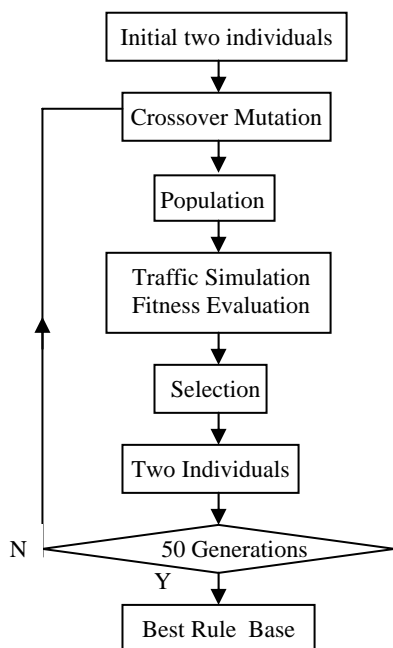 Initial two individuals
Crossover Mutation
Population
Traffic Simulation
Fitness Evaluation
Selection
Two Individuals
N
50 Generations
Y
Best Rule Base